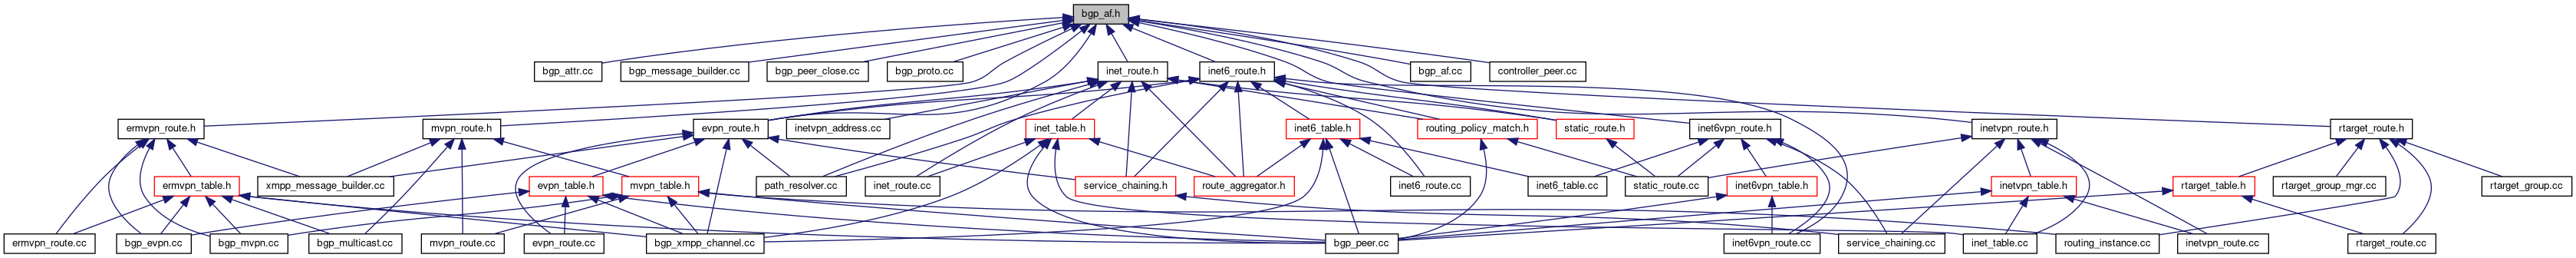 bgp_af.h
bgp_attr.cc
bgp_message_builder.cc
bgp_peer_close.cc
bgp_proto.cc
inet_route.h
inet6_route.h
bgp_af.cc
controller_peer.cc
ermvpn_route.h
mvpn_route.h
evpn_route.h
inetvpn_address.cc
inet_table.h
inet6_table.h
routing_policy_match.h
static_route.h
inet6vpn_route.h
inetvpn_route.h
rtarget_route.h
ermvpn_table.h
xmpp_message_builder.cc
evpn_table.h
mvpn_table.h
path_resolver.cc
inet_route.cc
service_chaining.h
route_aggregator.h
inet6_route.cc
inet6_table.cc
static_route.cc
inet6vpn_table.h
inetvpn_table.h
rtarget_table.h
rtarget_group_mgr.cc
rtarget_group.cc
ermvpn_route.cc
bgp_evpn.cc
bgp_mvpn.cc
bgp_multicast.cc
mvpn_route.cc
evpn_route.cc
bgp_xmpp_channel.cc
bgp_peer.cc
inet6vpn_route.cc
service_chaining.cc
inet_table.cc
routing_instance.cc
inetvpn_route.cc
rtarget_route.cc